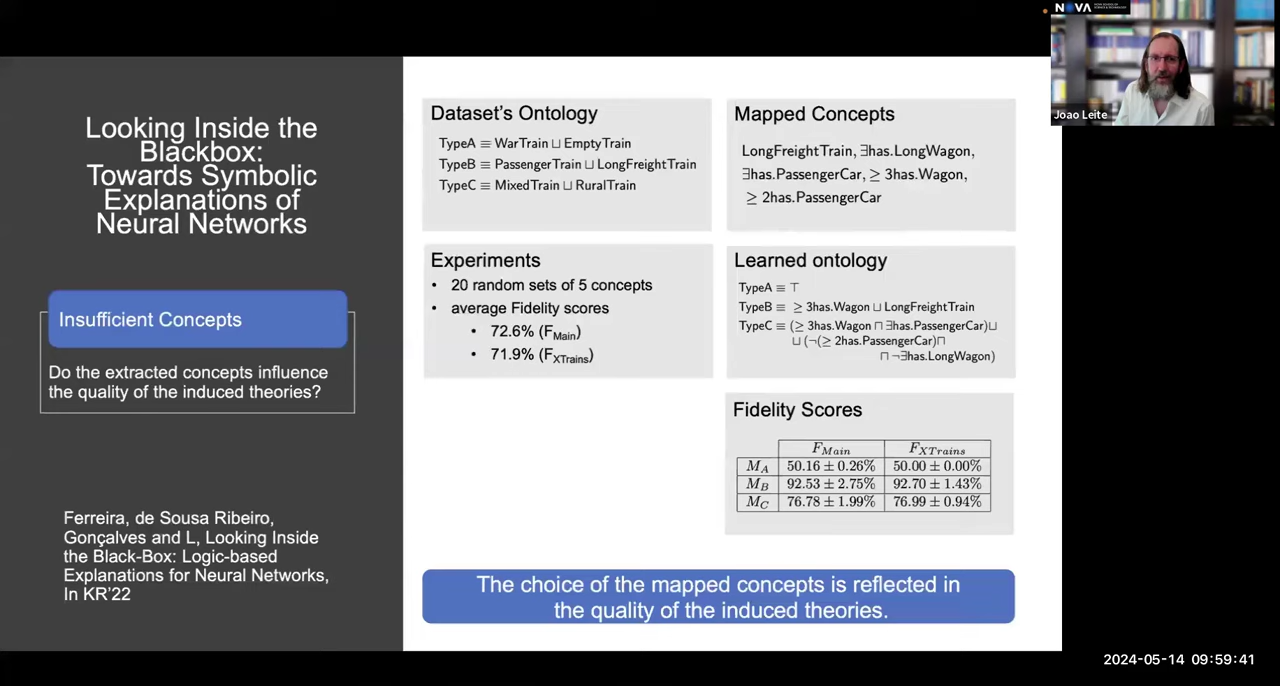 Looking Inside the
Blackbox:
Towards Symbolic
Explanations of
Neural Networks
Insufficient Concepts
Do the extracted concepts influence
the quality of the induced theories?
Ferreira, de Sousa Ribeiro,
Gonçalves and L, Looking Inside
the Black-Box: Logic-based
Explanations for Neural Networks,
In KR'22
Dataset's Ontology
TypeA ≡ WarTrain ⊔ EmptyTrain
TypeB ≡ PassengerTrain ⊔ LongFreightTrain
TypeC ≡ MixedTrain ⊔ RuralTrain
Mapped Concepts
LongFreightTrain, ∃has.LongWagon,
∃has.PassengerCar, ≥ 3has.Wagon,
≥ 2has.PassengerCar
Experiments
• 20 random sets of 5 concepts
• average Fidelity scores
• 72.6% (FMain)
• 71.9% (FXTrains)
Learned ontology
TypeA ≡ ⊤
TypeB ≡ ≥ 3has.Wagon ⊔ LongFreightTrain
TypeC ≡ (≥ 3has.Wagon ⊓ ∃has.PassengerCar)⊔
⊔ (¬(≥ 2has.PassengerCar)⊓
⊓ ¬∃has.LongWagon)
Fidelity Scores
FMain FXTrains
MA 50.16 ± 0.26% 50.00 ± 0.00%
MB 92.53 ± 2.75% 92.70 ± 1.43%
MC 76.78 ± 1.99% 76.99 ± 0.94%
The choice of the mapped concepts is reflected in
the quality of the induced theories.
NOVA
Joao Leite
2024-05-14 09:59:41